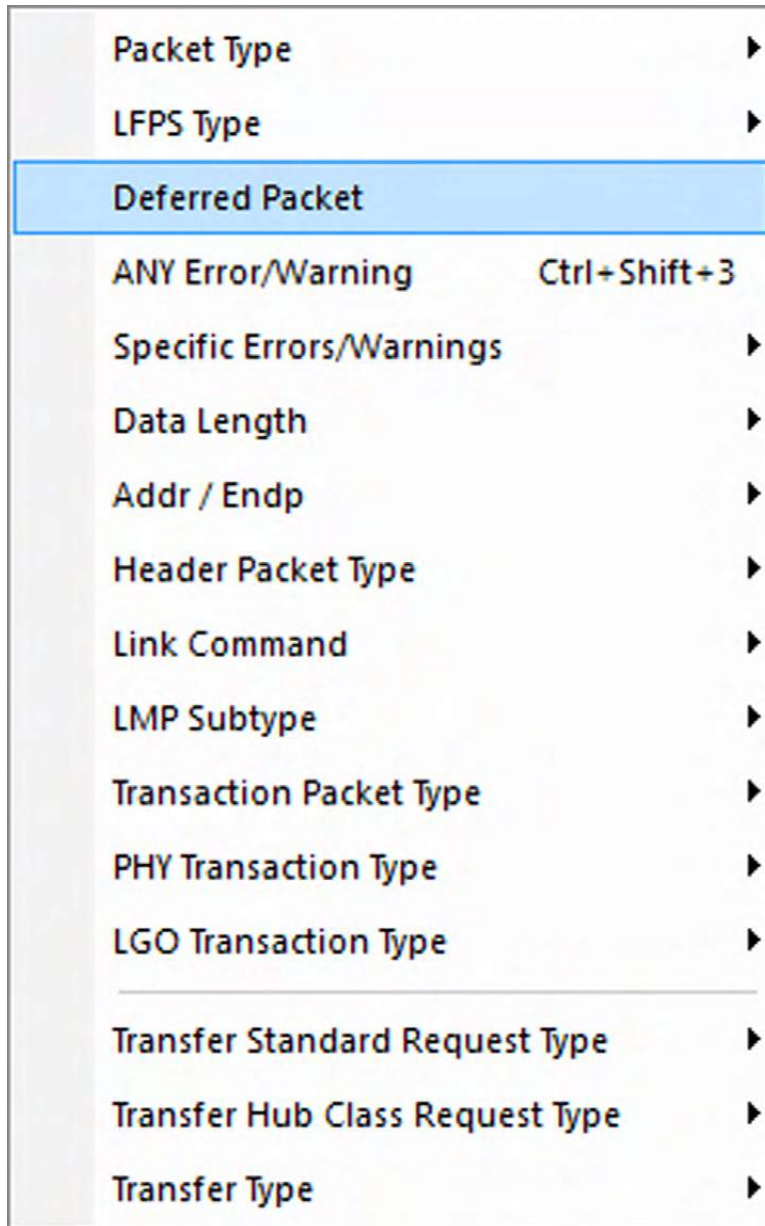 Packet Type
LFPS Type
Deferred Packet
ANY Error/Warning Ctrl+Shift+3
Specific Errors/Warnings
Data Length
Addr / Endp
Header Packet Type
Link Command
LMP Subtype
Transaction Packet Type
PHY Transaction Type
LGO Transaction Type
Transfer Standard Request Type
Transfer Hub Class Request Type
Transfer Type